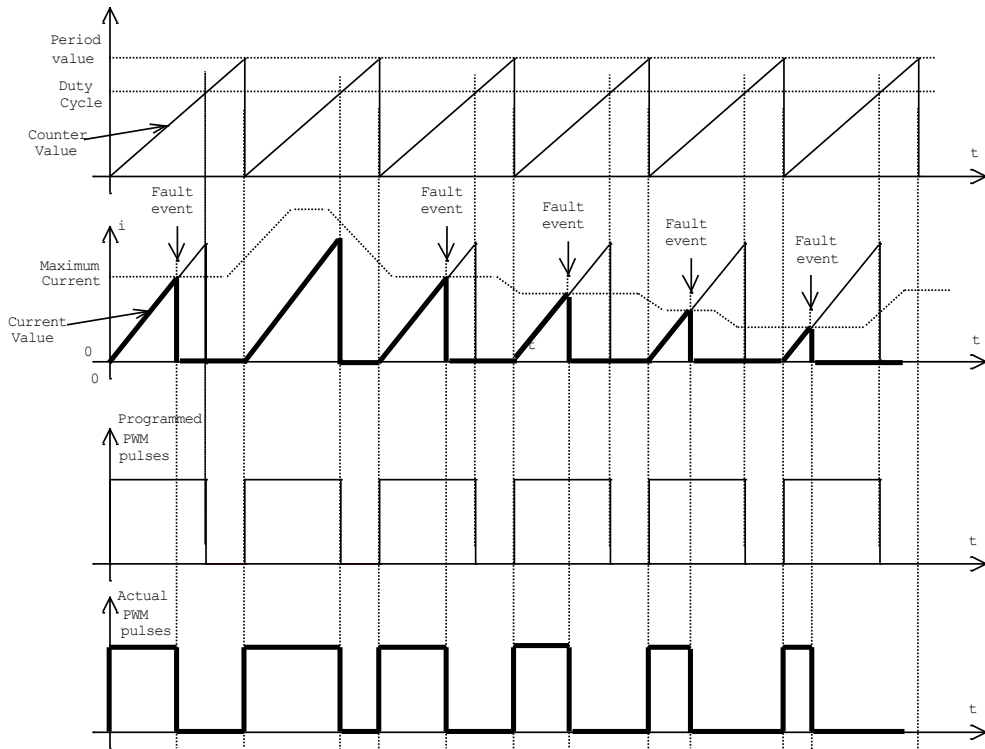 Period
value
Duty
Cycle
Counter
Value
t
Fault
event
Fault
event
Fault
event
Fault
event
Fault
event
i
Maximum
Current
Current
Value
0
0
t
t
Programmed
PWM
pulses
t
Actual
PWM
pulses
t